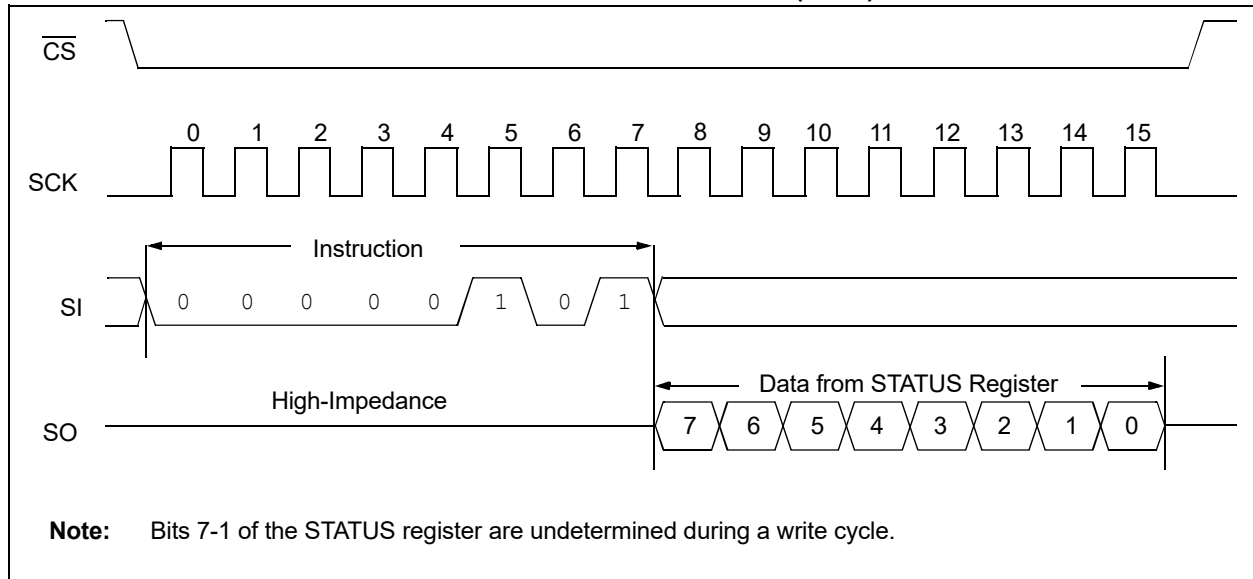 CS
0 1 2 3 4 5 6 7 8 9 10 11 12 13 14 15
SCK
Instruction
SI 0 0 0 0 0 1 0 1
Data from STATUS Register
High-Impedance
SO 7 6 5 4 3 2 1 0
Note: Bits 7-1 of the STATUS register are undetermined during a write cycle.